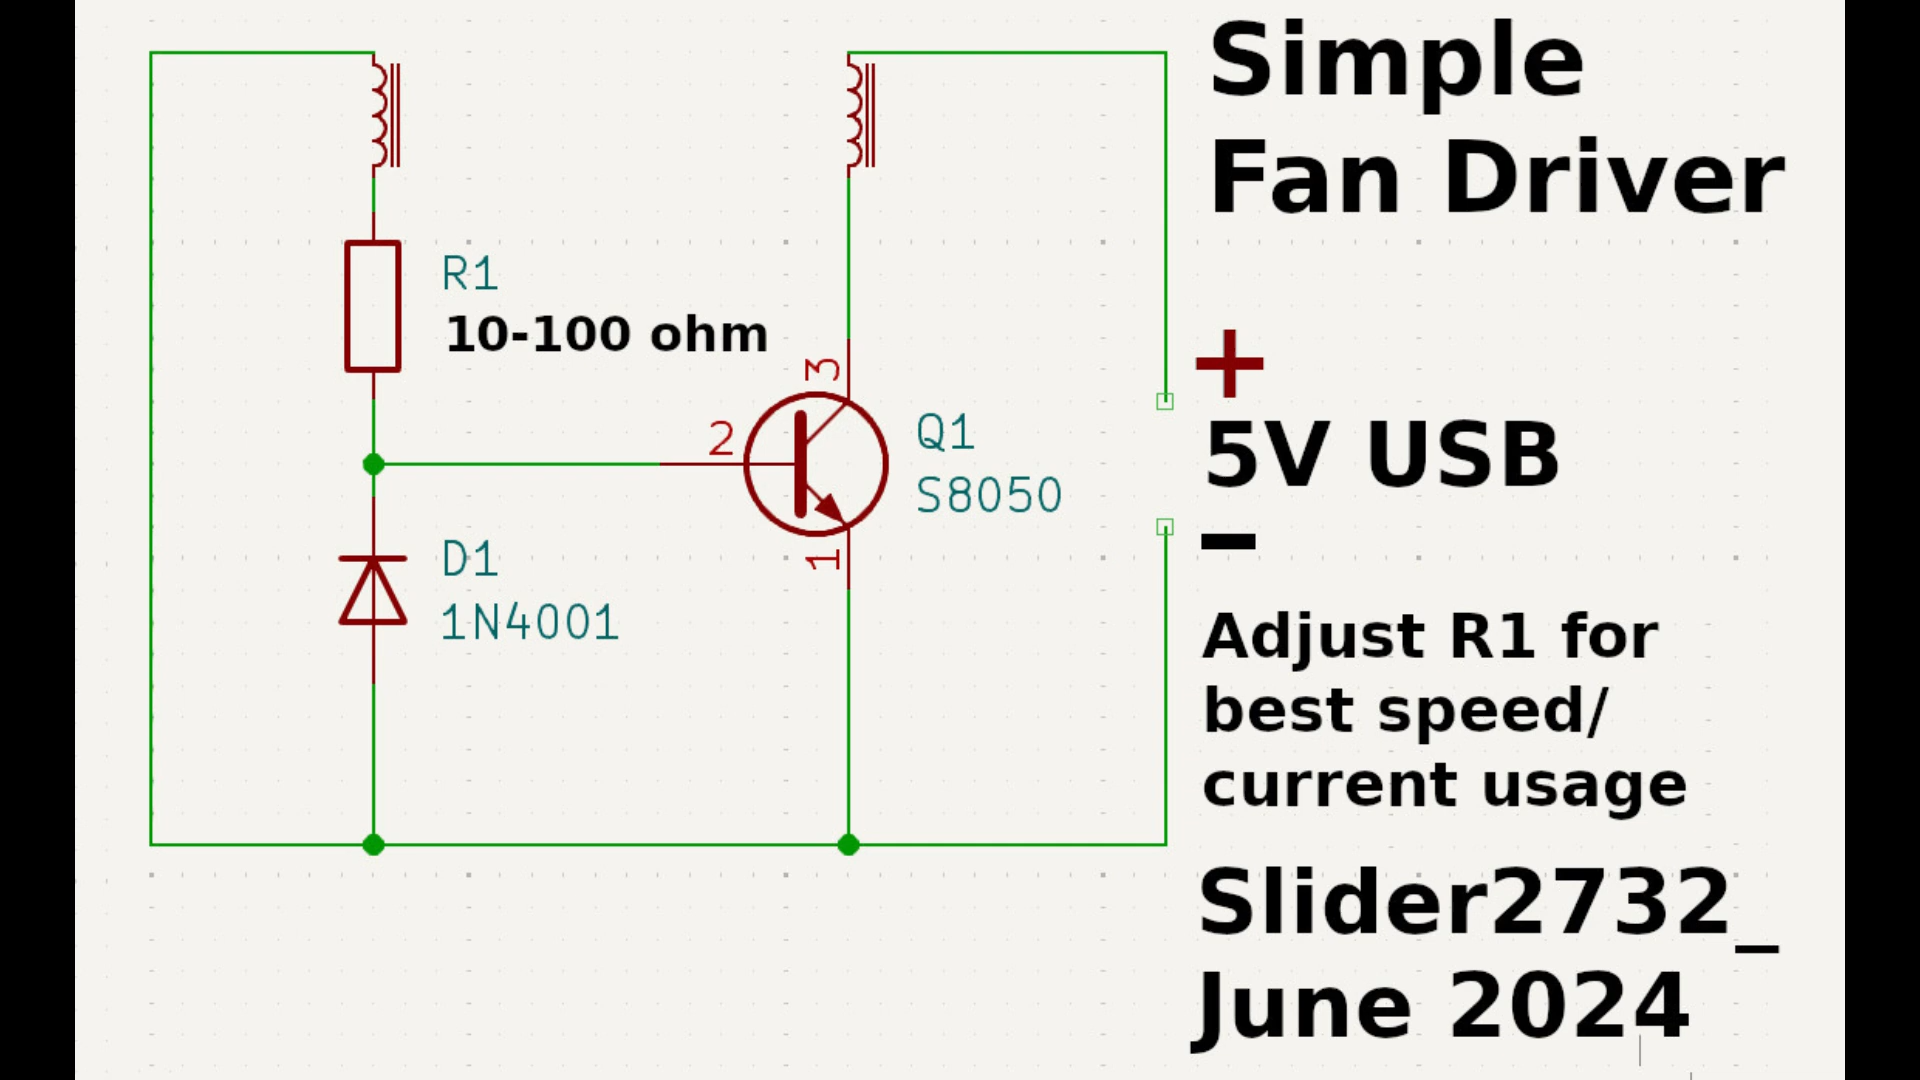 Simple
Fan Driver
R1
10-100 ohm
3
2
Q1
S8050
1
D1
1N4001
+
5V USB
−
Adjust R1 for
best speed/
current usage
Slider2732_
June 2024